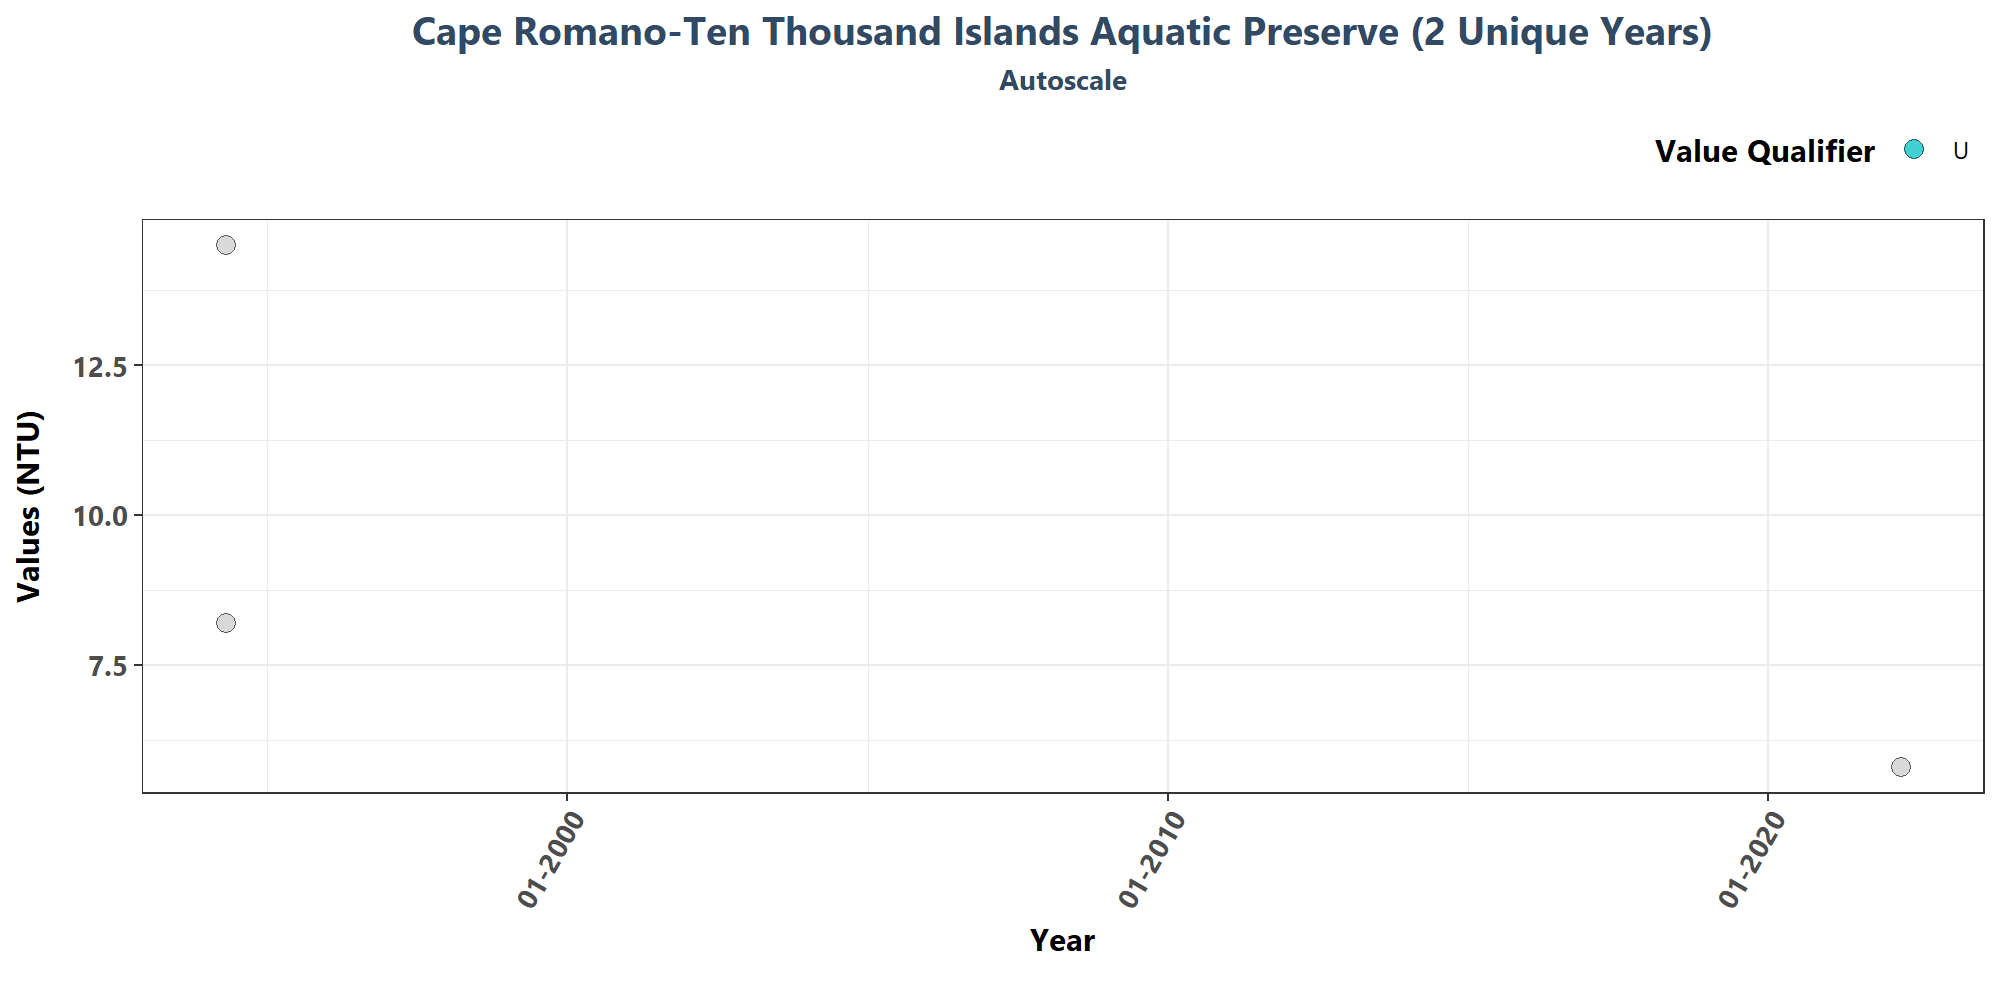 Cape Romano-Ten Thousand Islands Aquatic Preserve (2 Unique Years)
Autoscale
Value Qualifier U
12.5
10.0
7.5
Values (NTU)
01-2000
01-2010
01-2020
Year